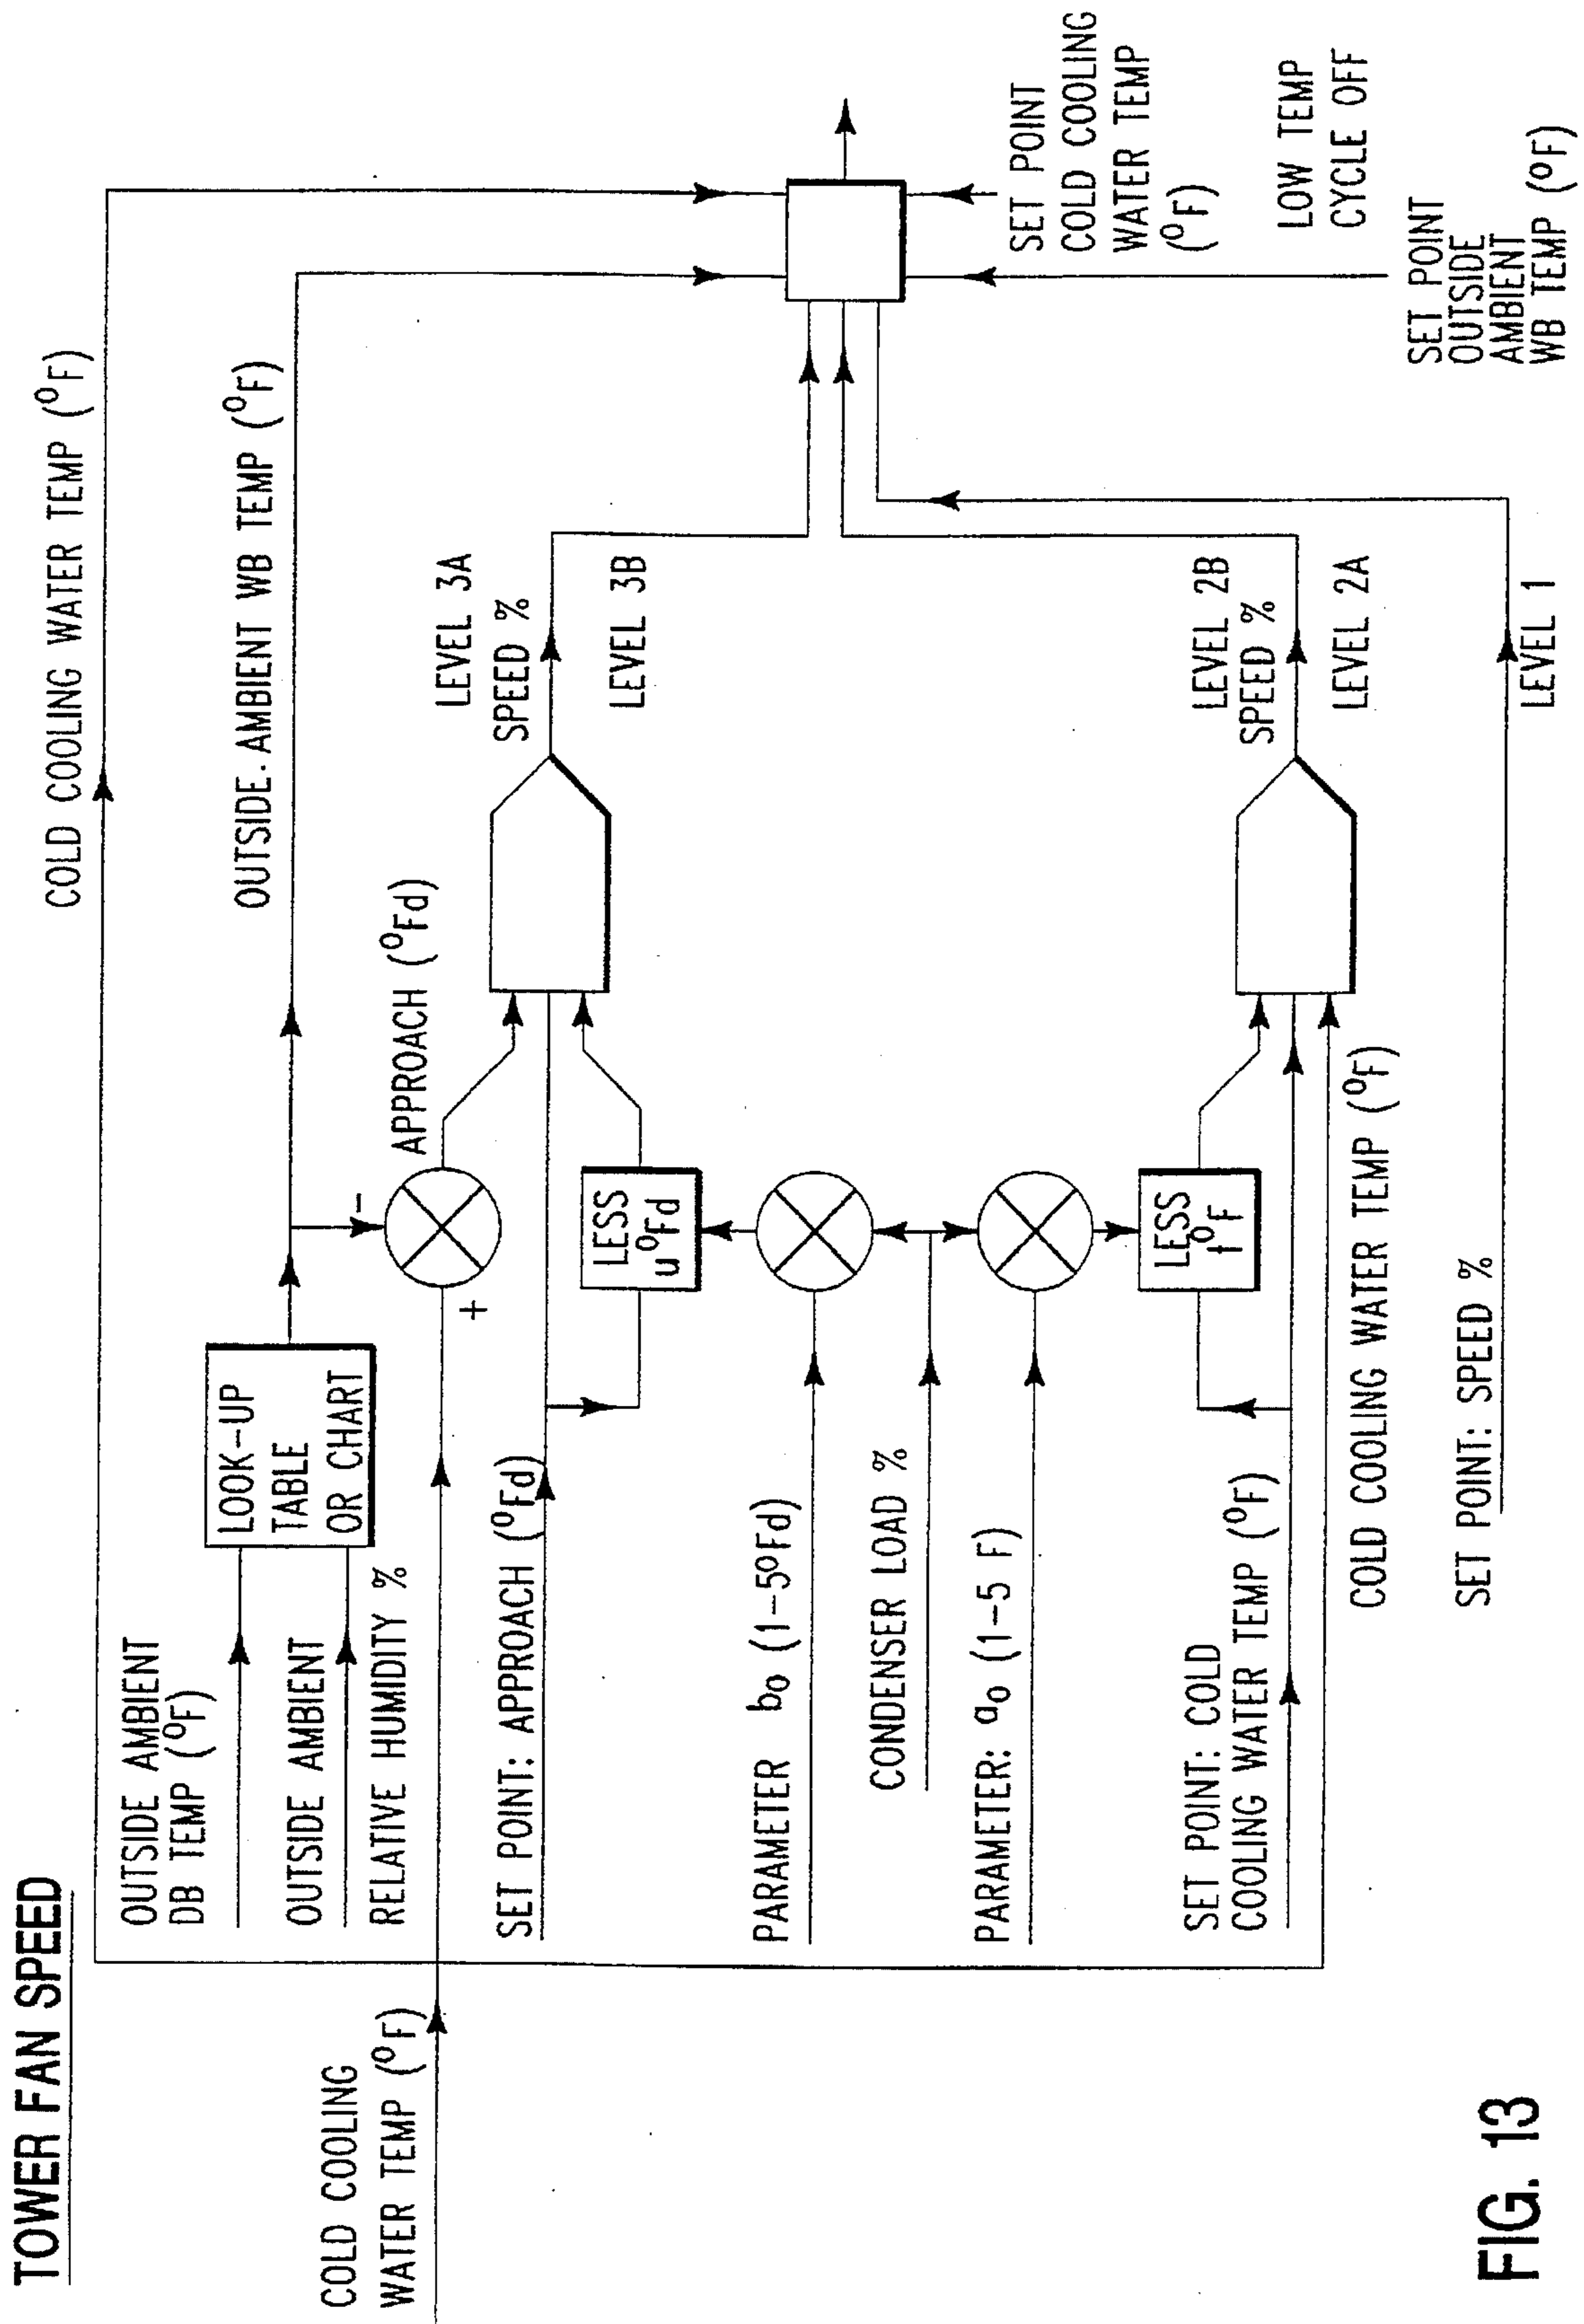 TOWER FAN SPEED
COLD COOLING
WATER TEMP (°F)
COLD COOLING WATER TEMP (°F)
OUTSIDE AMBIENT
DB TEMP (°F)
OUTSIDE AMBIENT
RELATIVE HUMIDITY %
LOOK-UP
TABLE
OR CHART
OUTSIDE.AMBIENT WB TEMP (°F)
-
+
APPROACH (°Fd)
SET POINT: APPROACH (°Fd)
LESS
u°Fd
LEVEL 3A
SPEED %
LEVEL 3B
PARAMETER b₀ (1-5°Fd)
CONDENSER LOAD %
PARAMETER: a₀ (1-5 F)
LESS
t°F
SET POINT: COLD
COOLING WATER TEMP (°F)
COLD COOLING WATER TEMP (°F)
LEVEL 2B
SPEED %
LEVEL 2A
SET POINT: SPEED %
LEVEL 1
SET POINT
COLD COOLING
WATER TEMP
(°F)
LOW TEMP
CYCLE OFF
SET POINT
OUTSIDE
AMBIENT
WB TEMP (°F)
FIG. 13